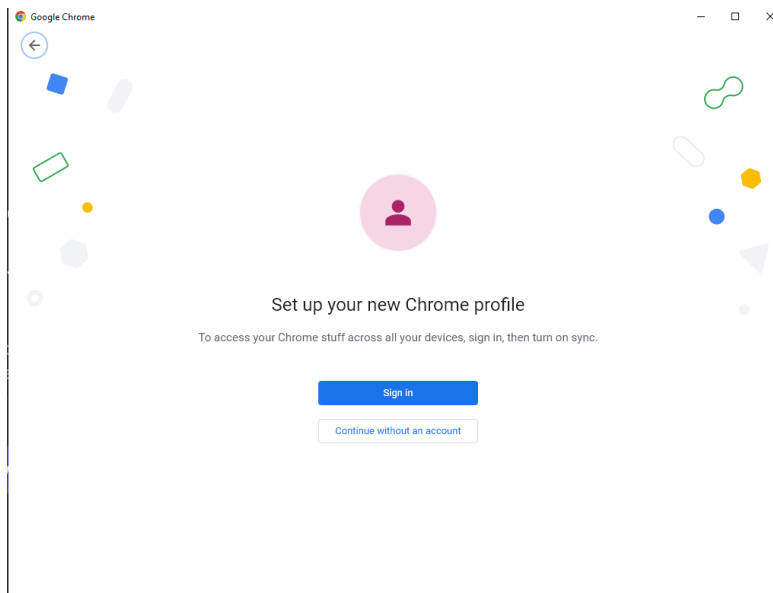 Google Chrome
Set up your new Chrome profile
To access your Chrome stuff across all your devices, sign in, then turn on sync.
Sign in
Continue without an account